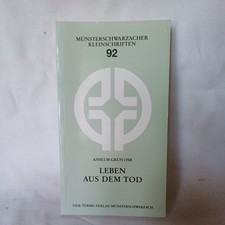 MÜNSTERSCHWARZACHER
KLEINSCHRIFTEN
92
ANSELM GRÜN OSB
LEBEN
AUS DEM TOD
VIER-TÜRME-VERLAG MÜNSTERSCHWARZACH